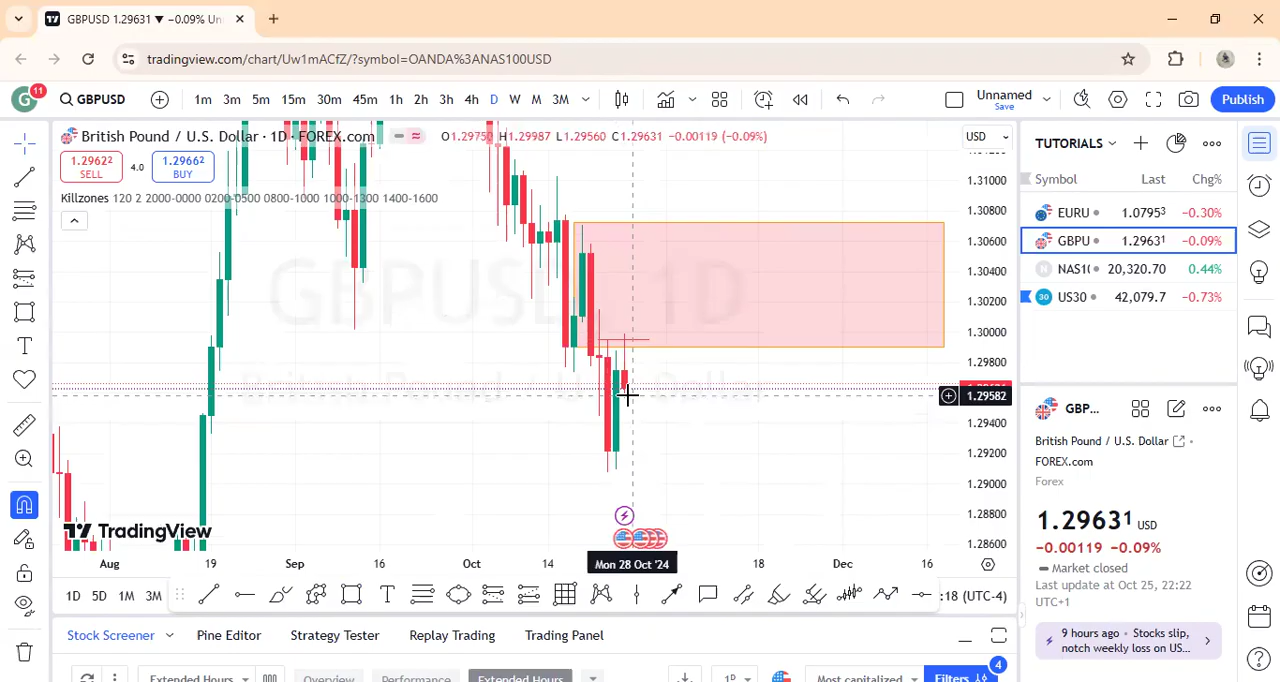 GBPUSD 1.29631 ▼ −0.09% Un
tradingview.com/chart/Uw1mACfZ/?symbol=OANDA%3ANAS100USD
G 11 GBPUSD 1m 3m 5m 15m 30m 45m 1h 2h 3h 4h D W M 3M Unnamed Save Publish
British Pound / U.S. Dollar · 1D · FOREX.com O1.29750 H1.29987 L1.29560 C1.29631 −0.00119 (−0.09%)
USD
1.29622 SELL 4.0 1.29662 BUY
Killzones 120 2 2000-0000 0200-0500 0800-1000 1000-1300 1400-1600
GBPUSD 1D
British Pound / U.S. Dollar
1.31000
1.30800
1.30600
1.30400
1.30200
1.30000
1.29800
1.29582
1.29400
1.29200
1.29000
1.28800
1.28600
TradingView
Aug 19 Sep Oct 14 Mon 28 Oct '24 18 Dec 16
1D 5D 1M 3M :18 (UTC-4)
Stock Screener Pine Editor Strategy Tester Replay Trading Trading Panel
Extended Hours Overview Performance Extended Hours 1D Most capitalized Filters 4
TUTORIALS
Symbol Last Chg%
EURU 1.07953 −0.30%
GBPU 1.29631 −0.09%
NAS1( 20,320.70 0.44%
30 US30 42,079.7 −0.73%
GBP...
British Pound / U.S. Dollar
FOREX.com
Forex
1.29631 USD
−0.00119 −0.09%
Market closed
Last update at Oct 25, 22:22
UTC+1
9 hours ago • Stocks slip,
notch weekly loss on US...